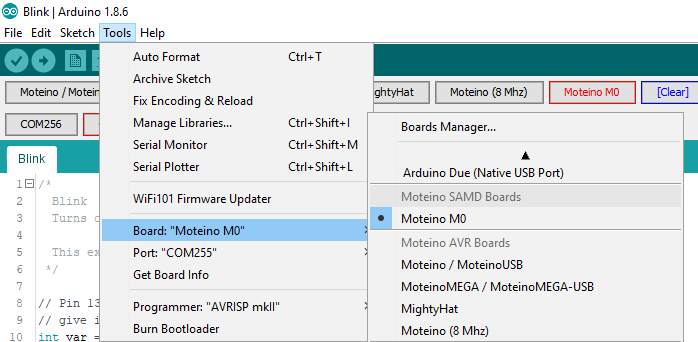 Blink | Arduino 1.8.6
File Edit Sketch Tools Help
Auto Format Ctrl+T
Archive Sketch
Fix Encoding & Reload
Manage Libraries... Ctrl+Shift+I
Serial Monitor Ctrl+Shift+M
Serial Plotter Ctrl+Shift+L
WiFi101 Firmware Updater
Board: "Moteino M0"
Port: "COM255"
Get Board Info
Programmer: "AVRISP mkII"
Burn Bootloader
Moteino / Motein
ghtyHat
Moteino (8 Mhz)
Moteino M0
[Clear]
COM256
Boards Manager...
Arduino Due (Native USB Port)
Moteino SAMD Boards
Moteino M0
Moteino AVR Boards
Moteino / MoteinoUSB
MoteinoMEGA / MoteinoMEGA-USB
MightyHat
Moteino (8 Mhz)
Blink
1 /*
2 Blink
3 Turns
4
5 This ex
6 */
7
8 // Pin 13
9 // give i
10 int var =